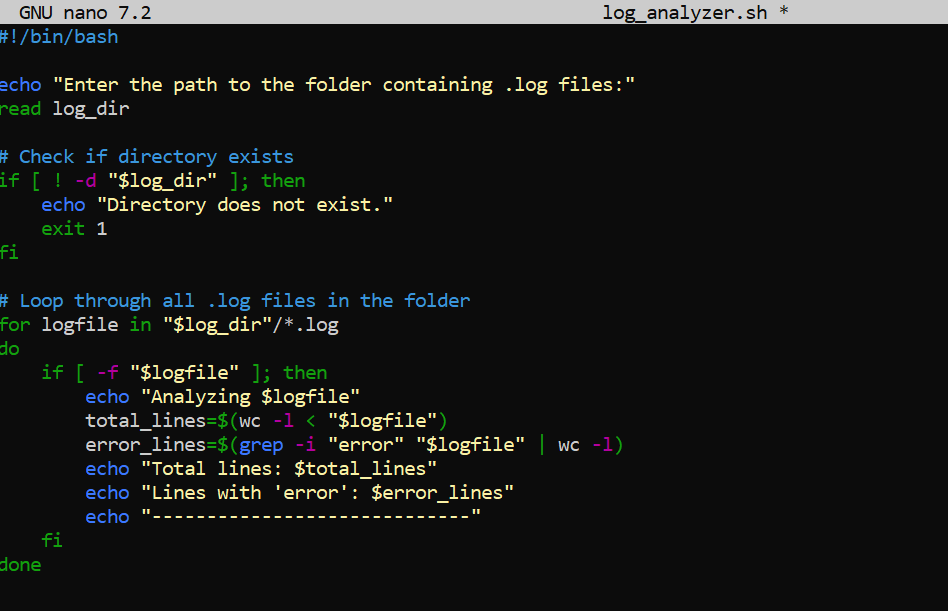 GNU nano 7.2 log_analyzer.sh *
#!/bin/bash
echo "Enter the path to the folder containing .log files:"
read log_dir
# Check if directory exists
if [ ! -d "$log_dir" ]; then
    echo "Directory does not exist."
    exit 1
fi
# Loop through all .log files in the folder
for logfile in "$log_dir"/*.log
do
    if [ -f "$logfile" ]; then
        echo "Analyzing $logfile"
        total_lines=$(wc -l < "$logfile")
        error_lines=$(grep -i "error" "$logfile" | wc -l)
        echo "Total lines: $total_lines"
        echo "Lines with 'error': $error_lines"
        echo "-----------------------------"
    fi
done